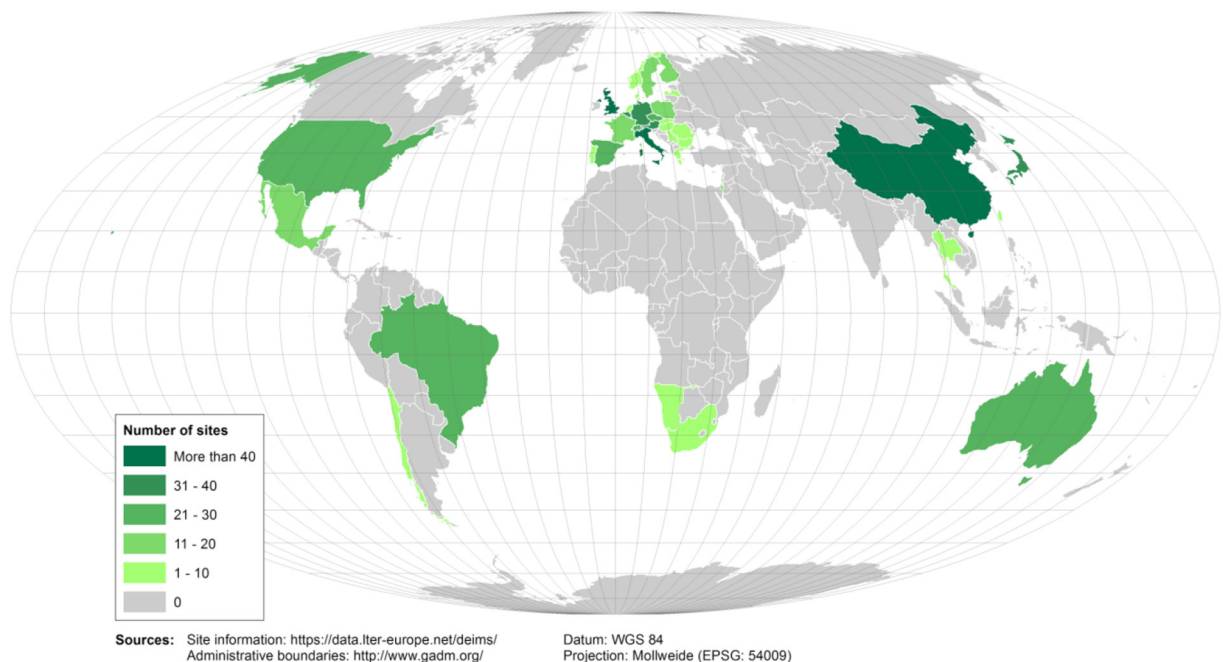 Number of sites
More than 40
31 - 40
21 - 30
11 - 20
1 - 10
0
Sources: Site information: https://data.lter-europe.net/deims/
Administrative boundaries: http://www.gadm.org/
Datum: WGS 84
Projection: Mollweide (EPSG: 54009)